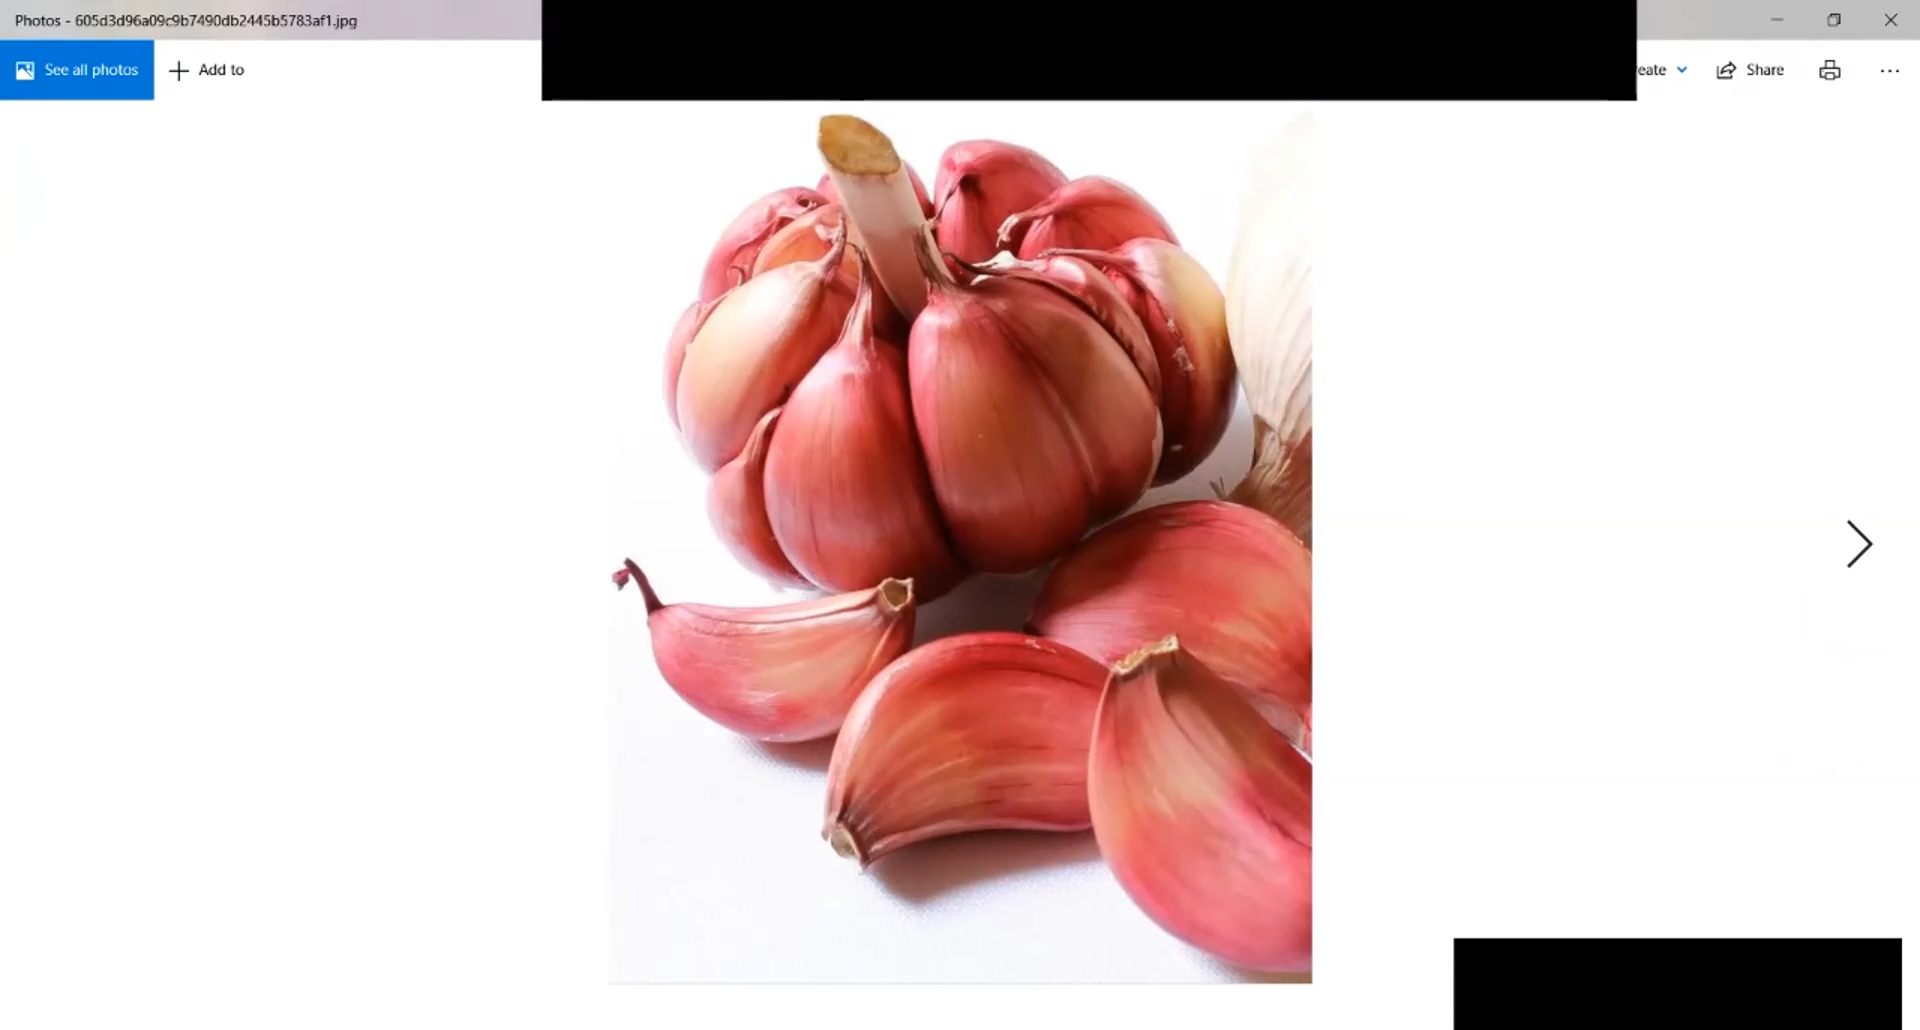 Photos - 605d3d96a09c9b7490db2445b5783af1.jpg
See all photos
Add to
eate
Share